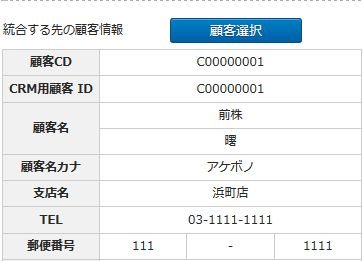 統合する先の顧客情報 顧客選択
顧客CD C00000001
CRM用顧客 ID C00000001
顧客名 前株
曙
顧客名カナ アケボノ
支店名 浜町店
TEL 03-1111-1111
郵便番号 111 - 1111